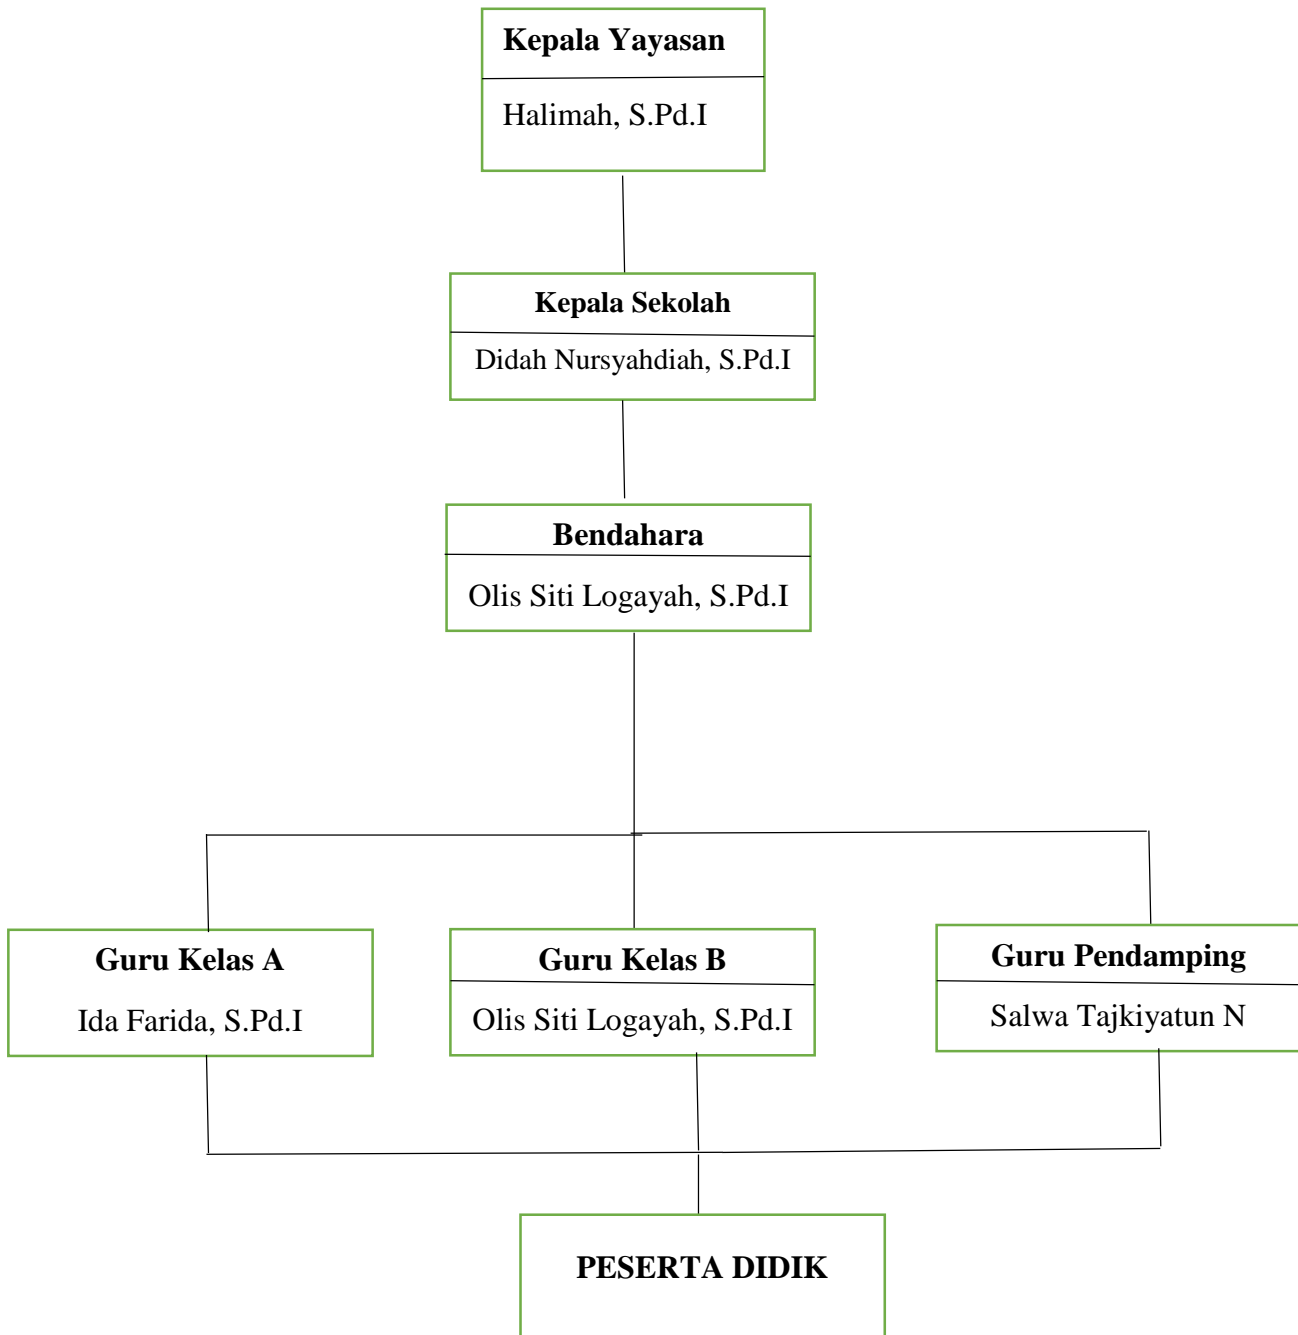 Kepala Yayasan
Halimah, S.Pd.I
Kepala Sekolah
Didah Nursyahdiah, S.Pd.I
Bendahara
Olis Siti Logayah, S.Pd.I
Guru Kelas A
Ida Farida, S.Pd.I
Guru Kelas B
Olis Siti Logayah, S.Pd.I
Guru Pendamping
Salwa Tajkiyatun N
PESERTA DIDIK